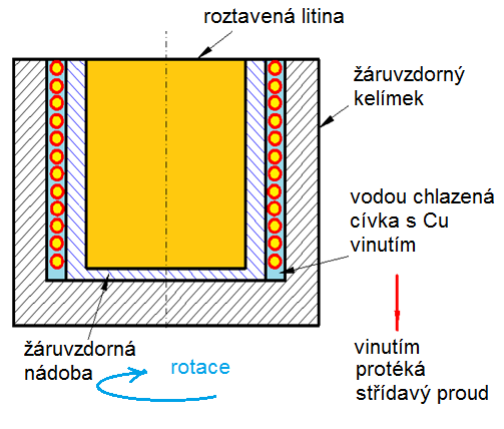 roztavená litina
žáruvzdorný
kelímek
vodou chlazená
cívka s Cu
vinutím
vinutím
protéká
střídavý proud
žáruvzdorná
nádoba
rotace